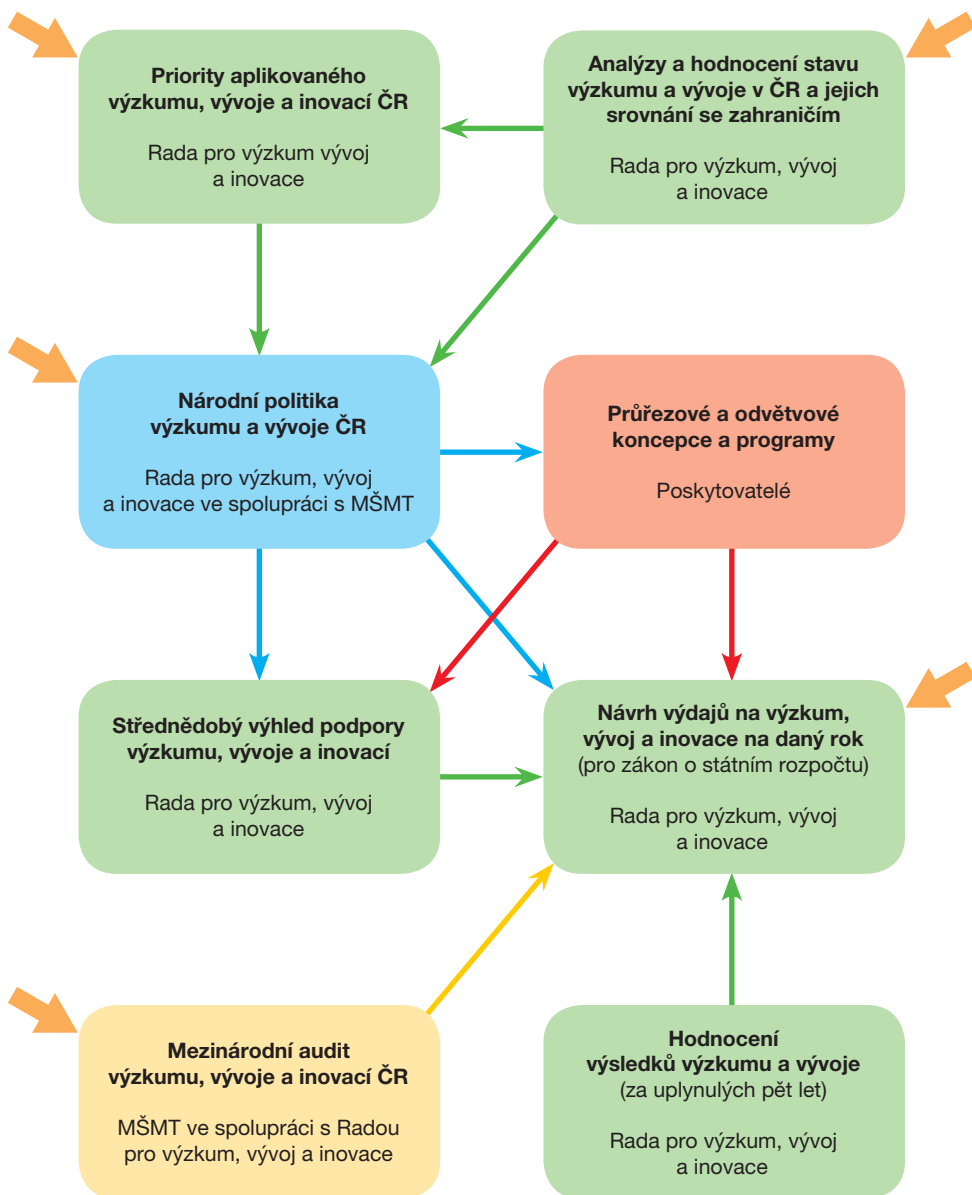 Priority aplikovaného
výzkumu, vývoje a inovací ČR
Rada pro výzkum vývoj
a inovace
Analýzy a hodnocení stavu
výzkumu a vývoje v ČR a jejich
srovnání se zahraničím
Rada pro výzkum, vývoj
a inovace
Národní politika
výzkumu a vývoje ČR
Rada pro výzkum, vývoj
a inovace ve spolupráci s MŠMT
Průřezové a odvětvové
koncepce a programy
Poskytovatelé
Střednědobý výhled podpory
výzkumu, vývoje a inovací
Rada pro výzkum, vývoj
a inovace
Návrh výdajů na výzkum,
vývoj a inovace na daný rok
(pro zákon o státním rozpočtu)
Rada pro výzkum, vývoj
a inovace
Mezinárodní audit
výzkumu, vývoje a inovací ČR
MŠMT ve spolupráci s Radou
pro výzkum, vývoj a inovace
Hodnocení
výsledků výzkumu a vývoje
(za uplynulých pět let)
Rada pro výzkum, vývoj
a inovace